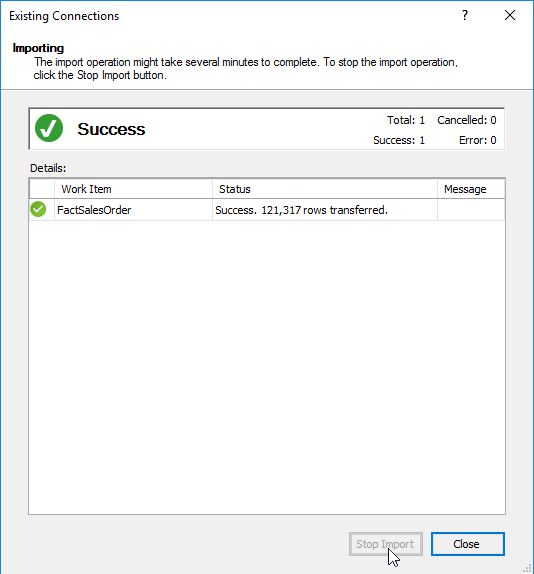 Existing Connections
?
Importing
The import operation might take several minutes to complete. To stop the import operation,
click the Stop Import button.
Success
Total: 1 Cancelled: 0
Success: 1 Error: 0
Details:
Work Item Status Message
FactSalesOrder Success. 121,317 rows transferred.
Stop Import Close